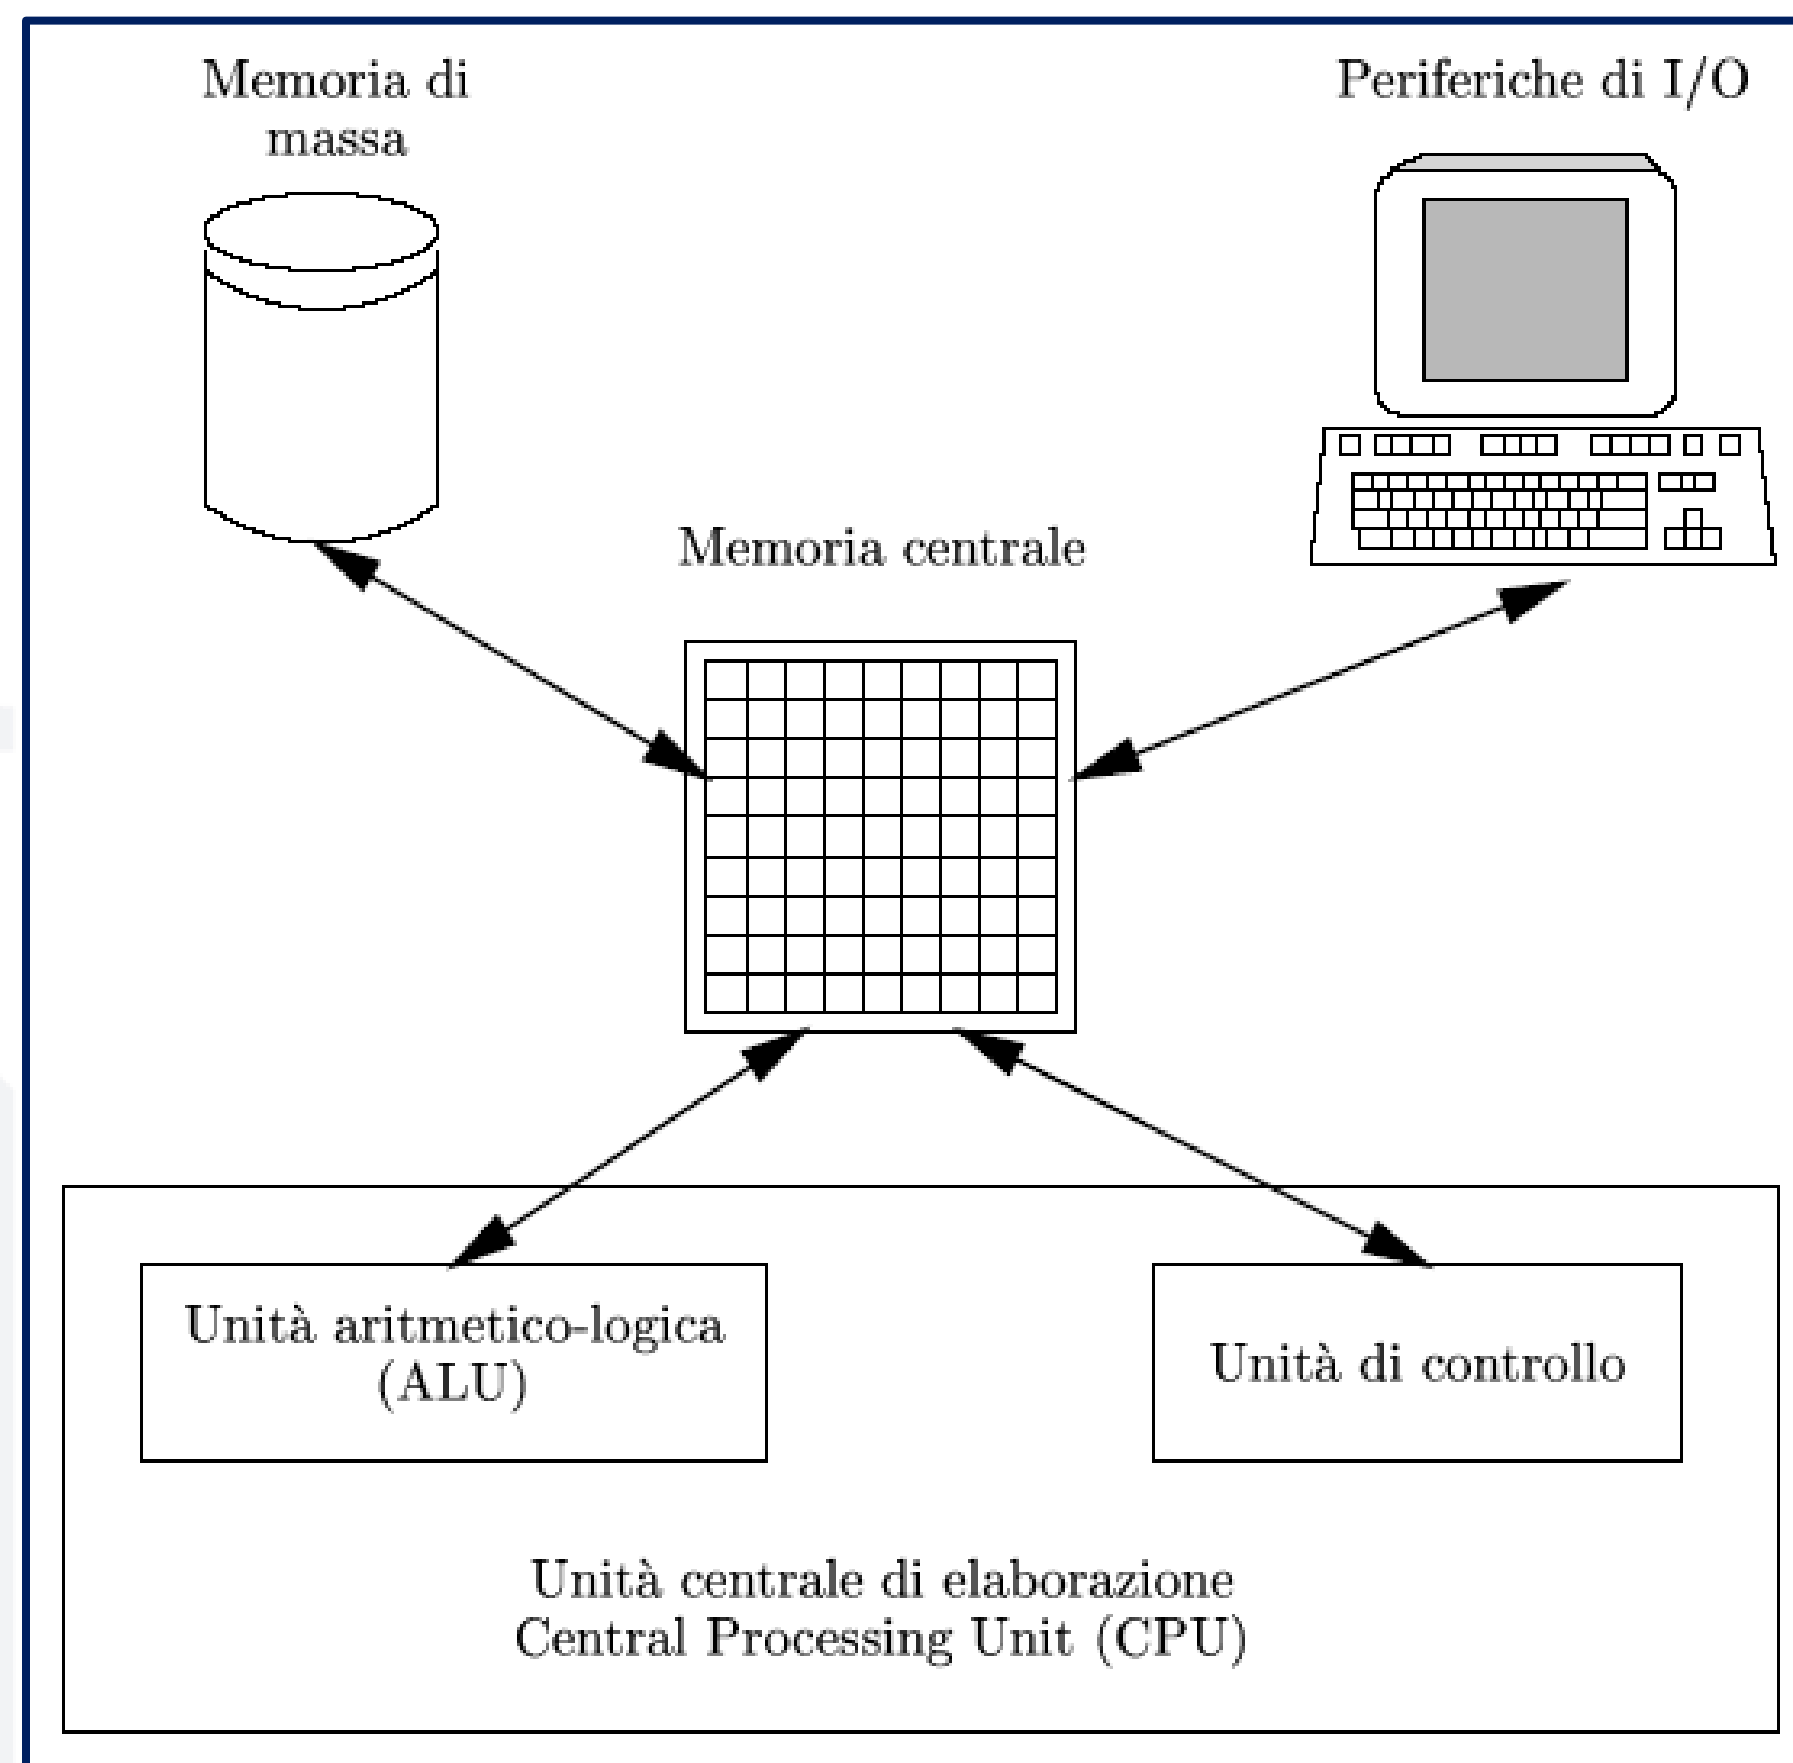 Memoria di
massa
Periferiche di I/O
Memoria centrale
Unità aritmetico-logica
(ALU)
Unità di controllo
Unità centrale di elaborazione
Central Processing Unit (CPU)